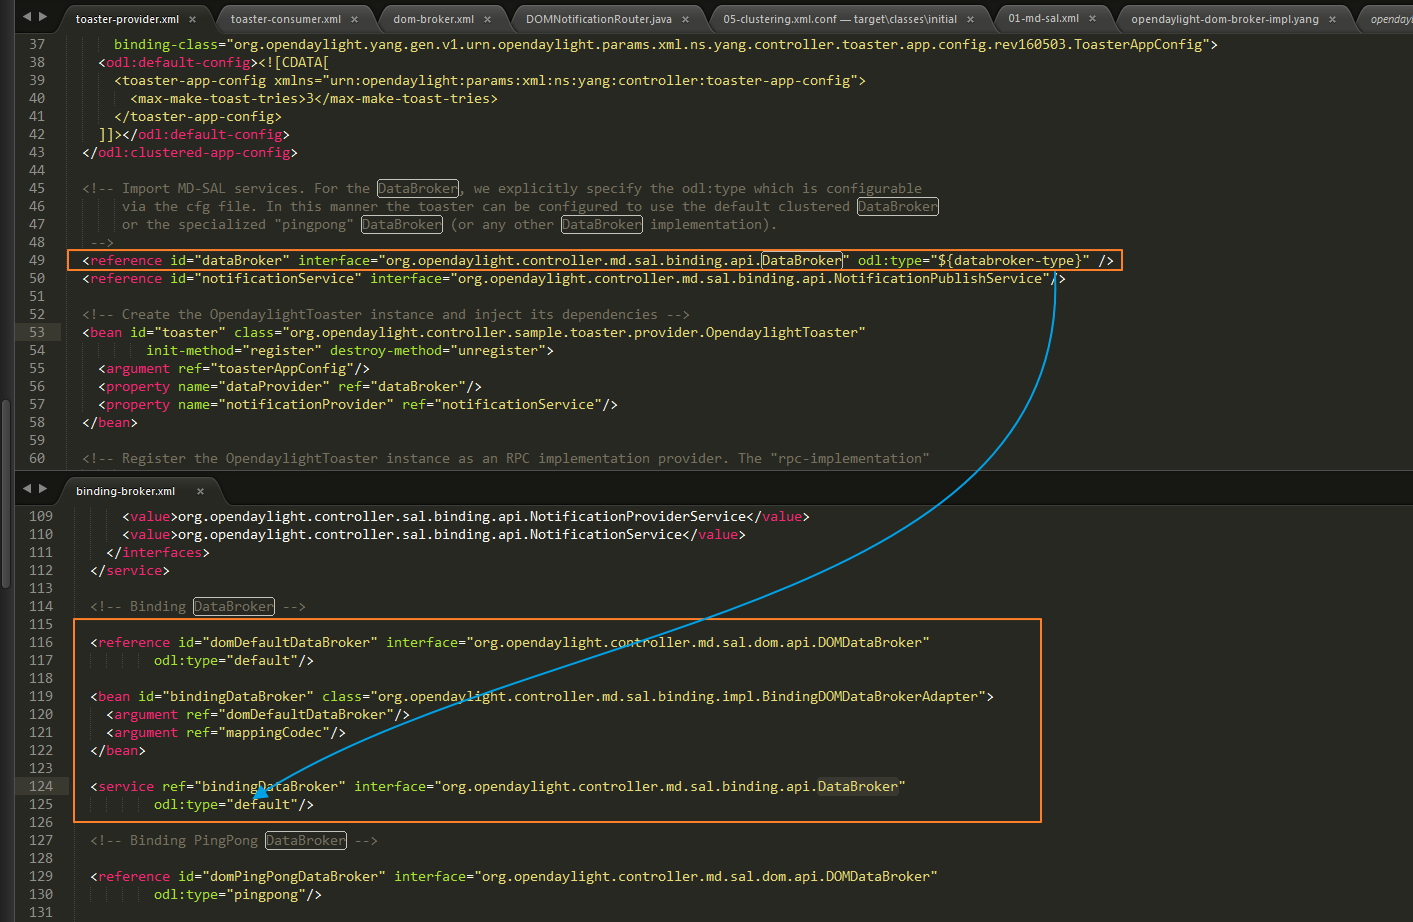 toaster-provider.xml × toaster-consumer.xml × dom-broker.xml × DOMNotificationRouter.java × 05-clustering.xml.conf — target\classes\initial × 01-md-sal.xml × opendaylight-dom-broker-impl.yang × opendayl
37 binding-class="org.opendaylight.yang.gen.v1.urn.opendaylight.params.xml.ns.yang.controller.toaster.app.config.rev160503.ToasterAppConfig">
38 <odl:default-config><![CDATA[
39 <toaster-app-config xmlns="urn:opendaylight:params:xml:ns:yang:controller:toaster-app-config">
40 <max-make-toast-tries>3</max-make-toast-tries>
41 </toaster-app-config>
42 ]]></odl:default-config>
43 </odl:clustered-app-config>
44
45 <!-- Import MD-SAL services. For the DataBroker, we explicitly specify the odl:type which is configurable
46 via the cfg file. In this manner the toaster can be configured to use the default clustered DataBroker
47 or the specialized "pingpong" DataBroker (or any other DataBroker implementation).
48 -->
49 <reference id="dataBroker" interface="org.opendaylight.controller.md.sal.binding.api.DataBroker" odl:type="${databroker-type}" />
50 <reference id="notificationService" interface="org.opendaylight.controller.md.sal.binding.api.NotificationPublishService"/>
51
52 <!-- Create the OpendaylightToaster instance and inject its dependencies -->
53 <bean id="toaster" class="org.opendaylight.controller.sample.toaster.provider.OpendaylightToaster"
54 init-method="register" destroy-method="unregister">
55 <argument ref="toasterAppConfig"/>
56 <property name="dataProvider" ref="dataBroker"/>
57 <property name="notificationProvider" ref="notificationService"/>
58 </bean>
59
60 <!-- Register the OpendaylightToaster instance as an RPC implementation provider. The "rpc-implementation"
binding-broker.xml ×
109 <value>org.opendaylight.controller.sal.binding.api.NotificationProviderService</value>
110 <value>org.opendaylight.controller.sal.binding.api.NotificationService</value>
111 </interfaces>
112 </service>
113
114 <!-- Binding DataBroker -->
115
116 <reference id="domDefaultDataBroker" interface="org.opendaylight.controller.md.sal.dom.api.DOMDataBroker"
117 odl:type="default"/>
118
119 <bean id="bindingDataBroker" class="org.opendaylight.controller.md.sal.binding.impl.BindingDOMDataBrokerAdapter">
120 <argument ref="domDefaultDataBroker"/>
121 <argument ref="mappingCodec"/>
122 </bean>
123
124 <service ref="bindingDataBroker" interface="org.opendaylight.controller.md.sal.binding.api.DataBroker"
125 odl:type="default"/>
126
127 <!-- Binding PingPong DataBroker -->
128
129 <reference id="domPingPongDataBroker" interface="org.opendaylight.controller.md.sal.dom.api.DOMDataBroker"
130 odl:type="pingpong"/>
131